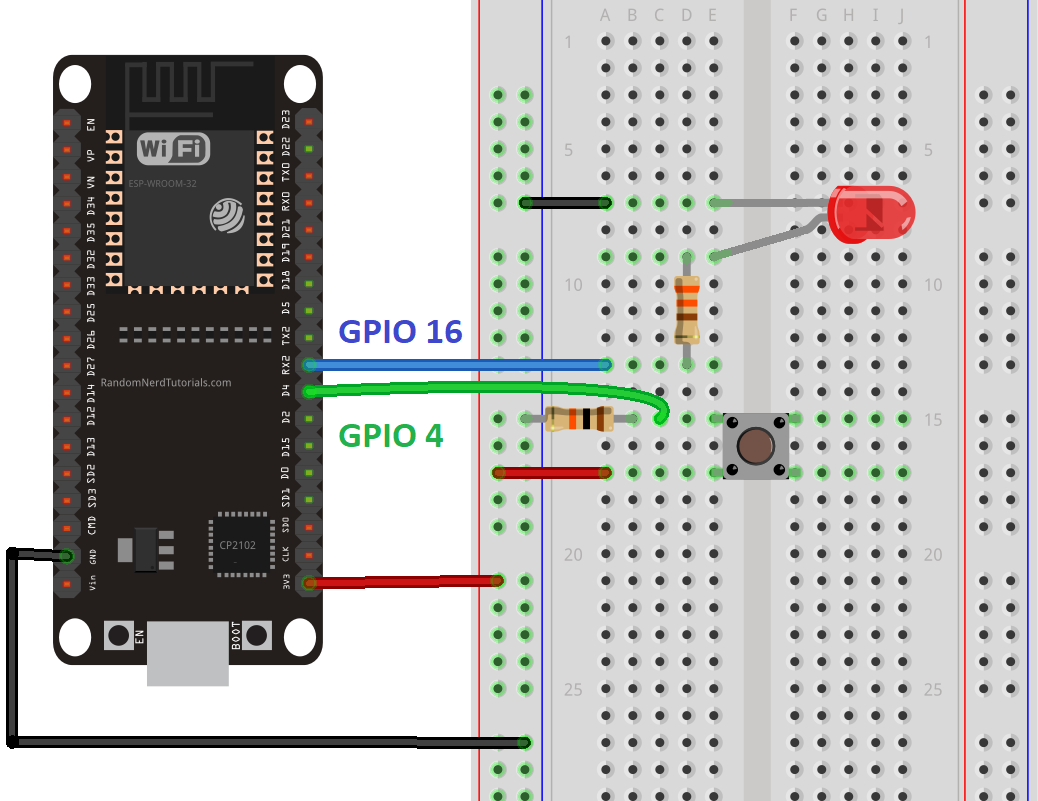 A B C D E F G H I J
1 1
5 5
10 10
15 15
20 20
25 25
EN
VP
VN
D34
D35
D32
D33
D25
D26
D27
D14
D12
D13
SD2
SD3
CMD
GND
Vin
WiFi
ESP-WROOM-32
RandomNerdTutorials.com
CP2102
EN
BOOT
D23
D22
TX0
RX0
D21
D19
D18
D5
TX2
RX2
D4
D2
D15
D0
SD1
SD0
CLK
3V3
GPIO 16
GPIO 4